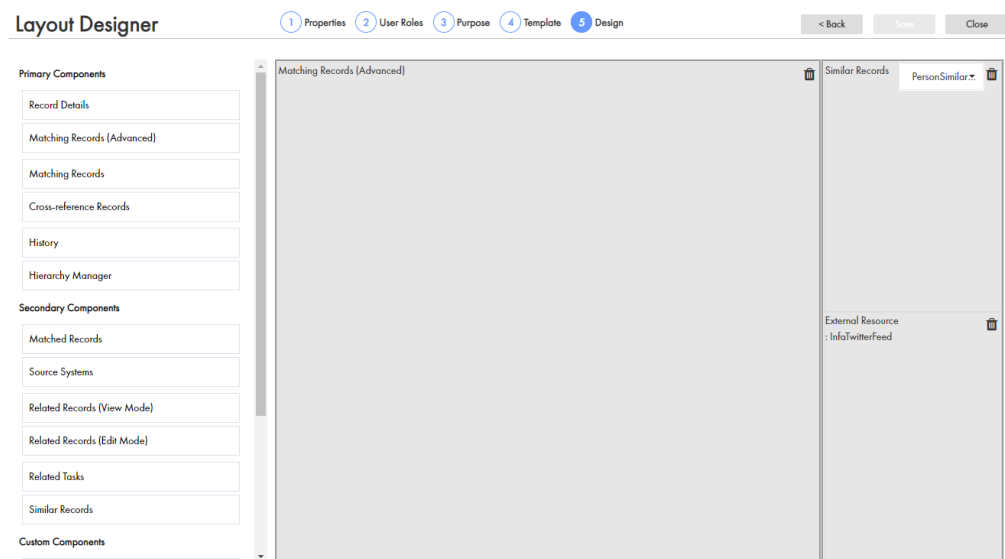 Layout Designer
1 Properties 2 User Roles 3 Purpose 4 Template 5 Design
< Back Save Close
Primary Components
Record Details
Matching Records (Advanced)
Matching Records
Cross-reference Records
History
Hierarchy Manager
Secondary Components
Matched Records
Source Systems
Related Records (View Mode)
Related Records (Edit Mode)
Related Tasks
Similar Records
Custom Components
Matching Records (Advanced)
Similar Records PersonSimilar...
External Resource
: InfaTwitterFeed